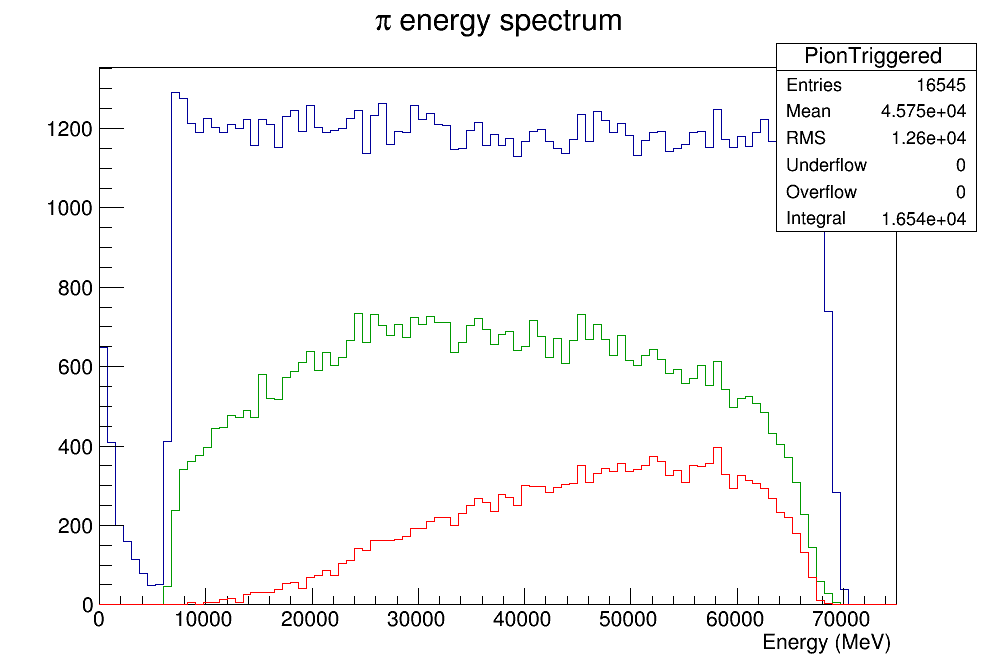 π energy spectrum
PionTriggered
Entries 16545
Mean 4.575e+04
RMS 1.26e+04
Underflow 0
Overflow 0
Integral 1.654e+04
1200
1000
800
600
400
200
0
0 10000 20000 30000 40000 50000 60000 70000
Energy (MeV)